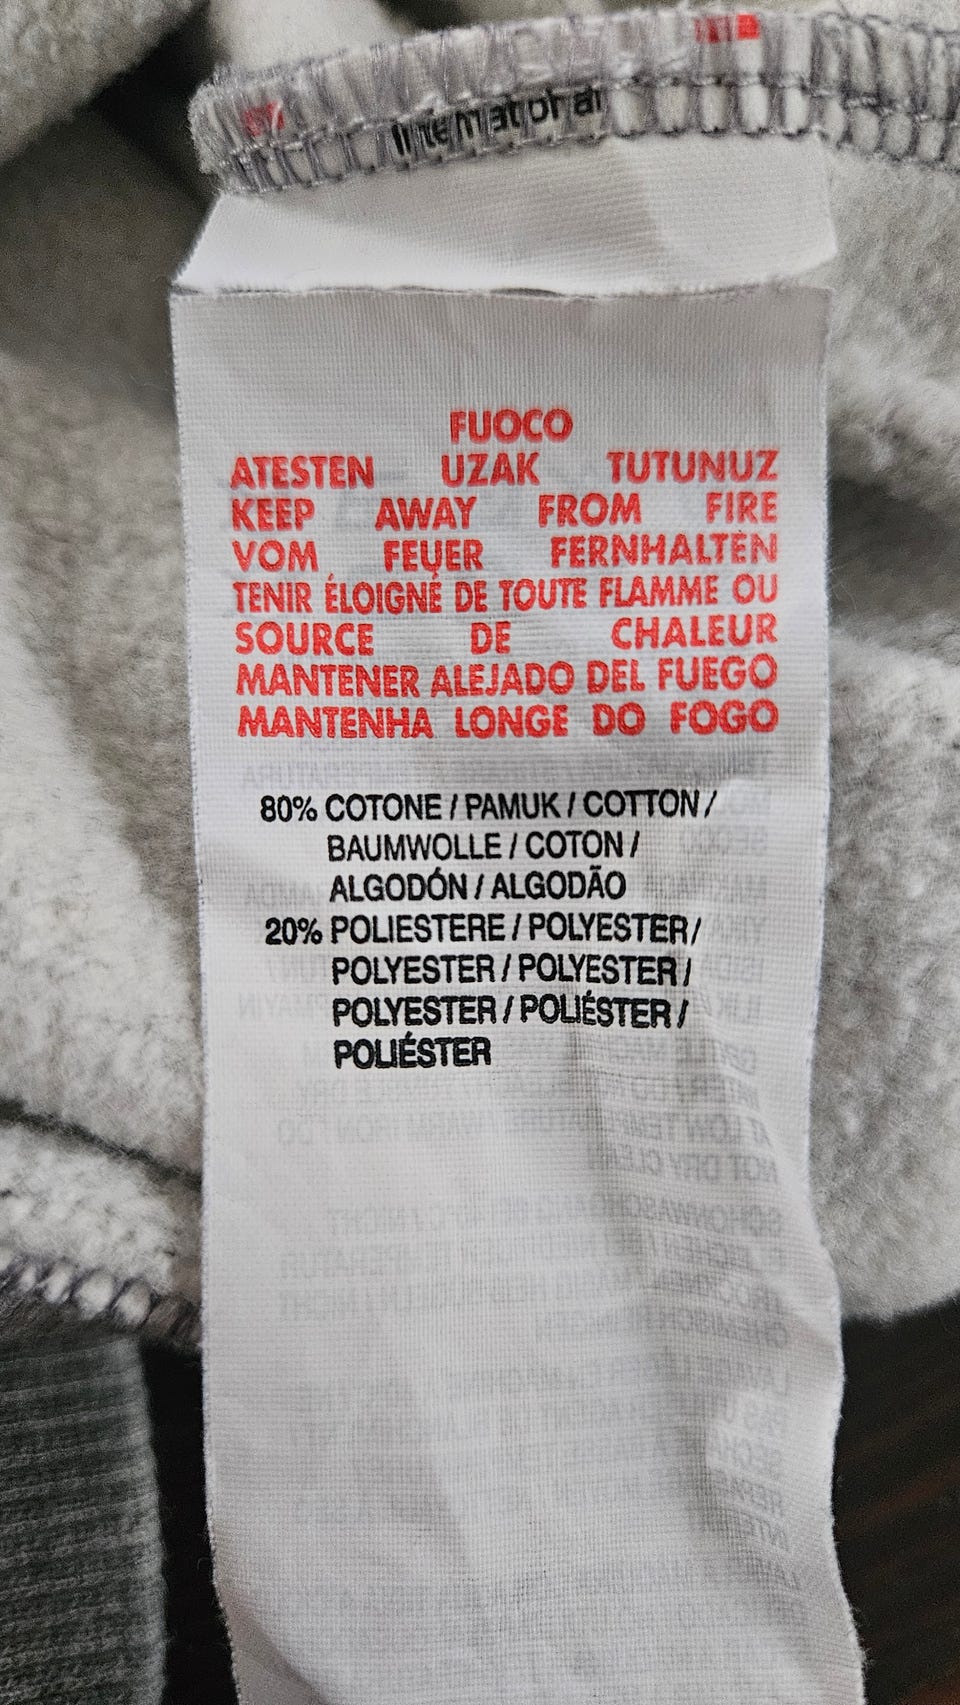 International
FUOCO
ATESTEN UZAK TUTUNUZ
KEEP AWAY FROM FIRE
VOM FEUER FERNHALTEN
TENIR ÉLOIGNÉ DE TOUTE FLAMME OU
SOURCE DE CHALEUR
MANTENER ALEJADO DEL FUEGO
MANTENHA LONGE DO FOGO
80% COTONE / PAMUK / COTTON /
BAUMWOLLE / COTON /
ALGODÓN / ALGODÃO
20% POLIESTERE / POLYESTER /
POLYESTER / POLYESTER /
POLYESTER / POLIÉSTER /
POLIÉSTER